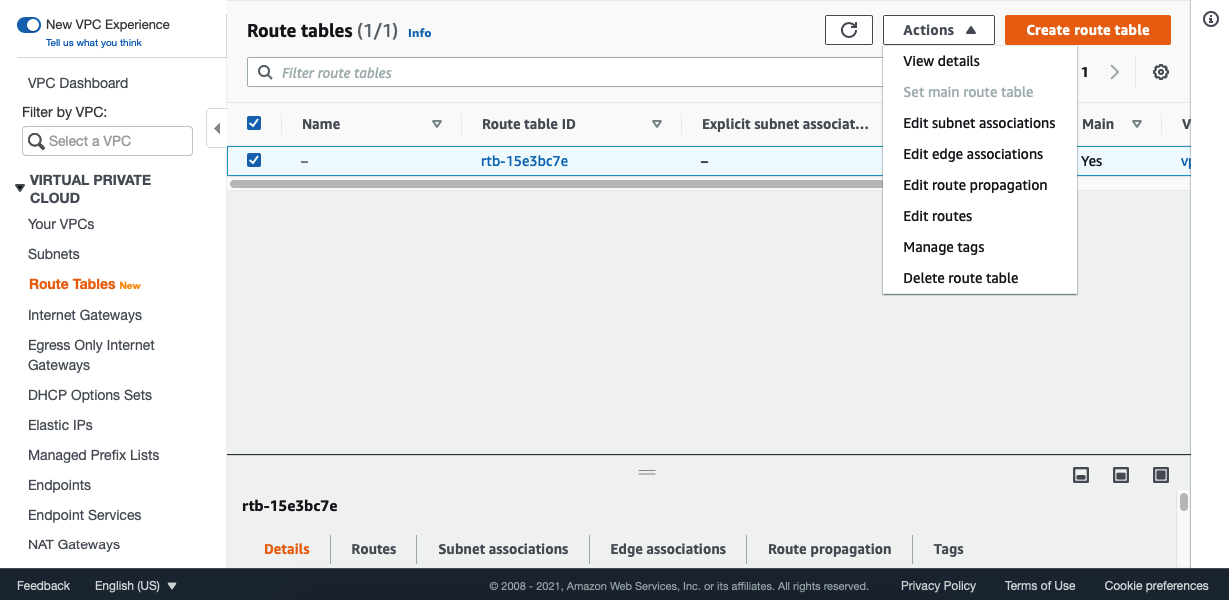 New VPC Experience
Tell us what you think
VPC Dashboard
Filter by VPC:
Select a VPC
VIRTUAL PRIVATE
CLOUD
Your VPCs
Subnets
Route Tables New
Internet Gateways
Egress Only Internet
Gateways
DHCP Options Sets
Elastic IPs
Managed Prefix Lists
Endpoints
Endpoint Services
NAT Gateways
Route tables (1/1) Info
Actions
Create route table
Filter route tables
1
View details
Set main route table
Edit subnet associations
Edit edge associations
Edit route propagation
Edit routes
Manage tags
Delete route table
Name Route table ID Explicit subnet associat... Main V
– rtb-15e3bc7e – Yes vp
rtb-15e3bc7e
Details Routes Subnet associations Edge associations Route propagation Tags
Feedback English (US) © 2008 - 2021, Amazon Web Services, Inc. or its affiliates. All rights reserved. Privacy Policy Terms of Use Cookie preferences